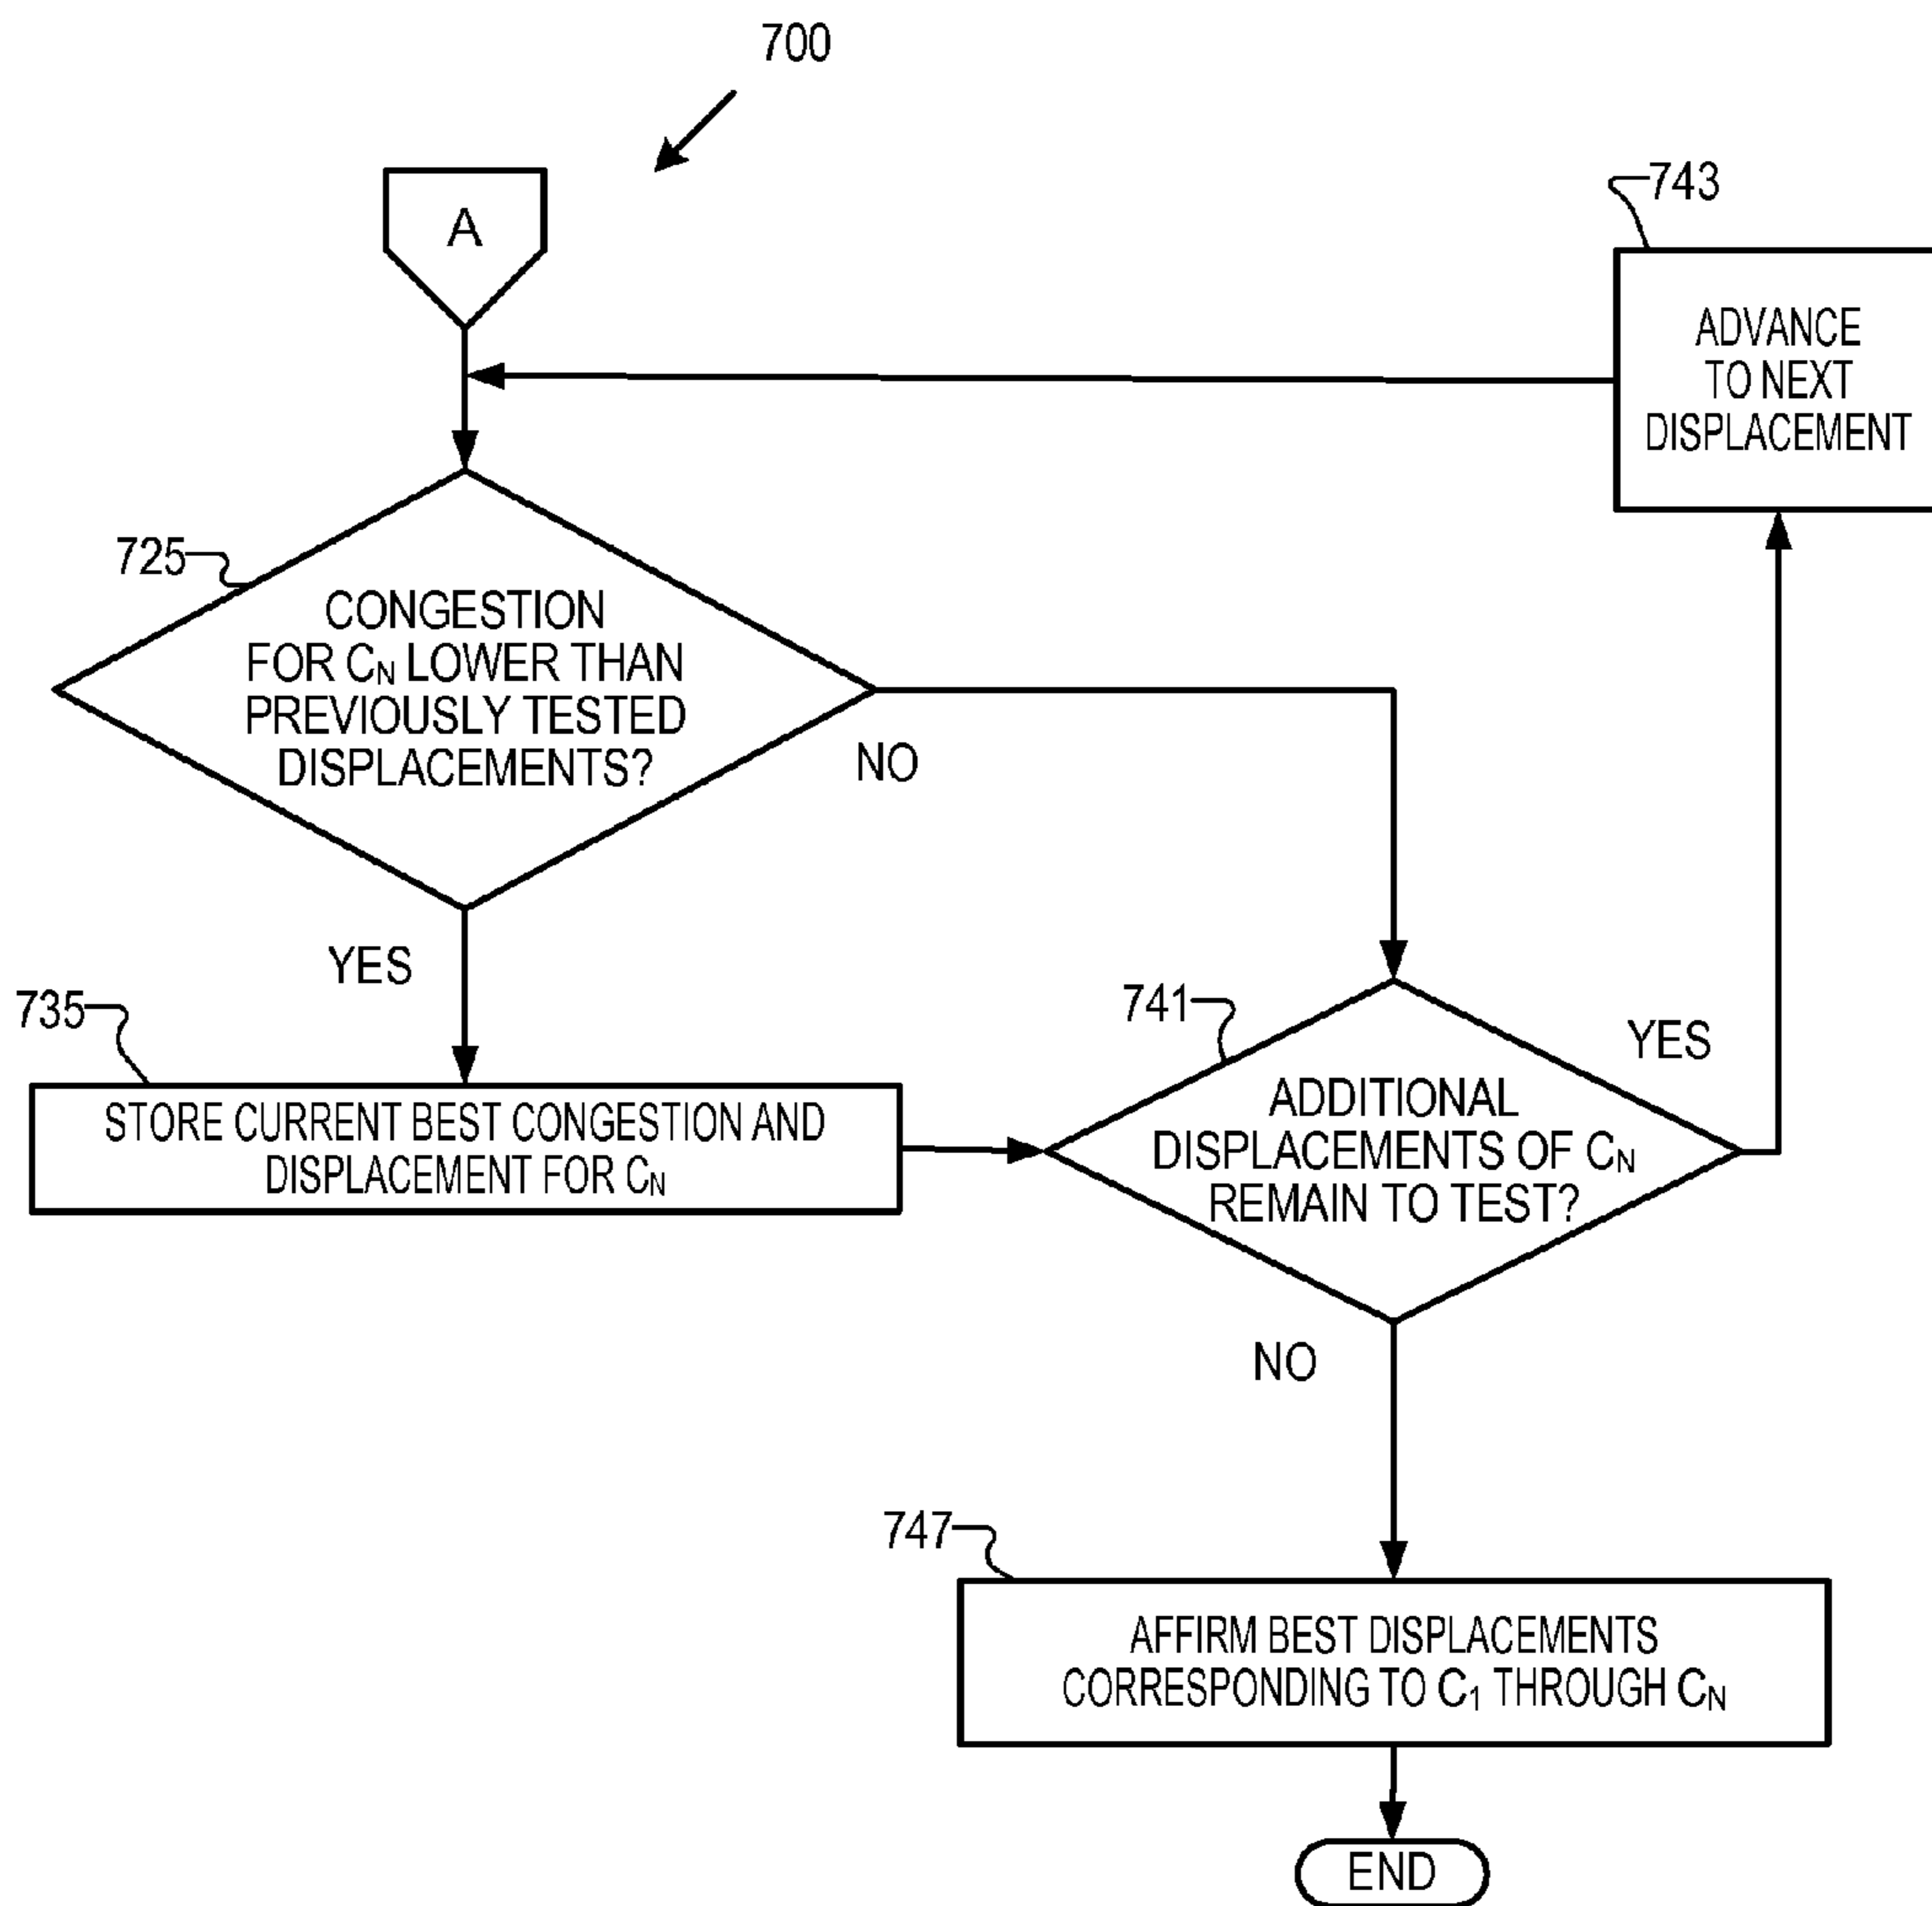 700
A
743
ADVANCE
TO NEXT
DISPLACEMENT
725
CONGESTION
FOR CN LOWER THAN
PREVIOUSLY TESTED
DISPLACEMENTS?
NO
YES
735
STORE CURRENT BEST CONGESTION AND
DISPLACEMENT FOR CN
741
YES
ADDITIONAL
DISPLACEMENTS OF CN
REMAIN TO TEST?
NO
747
AFFIRM BEST DISPLACEMENTS
CORRESPONDING TO C1 THROUGH CN
END